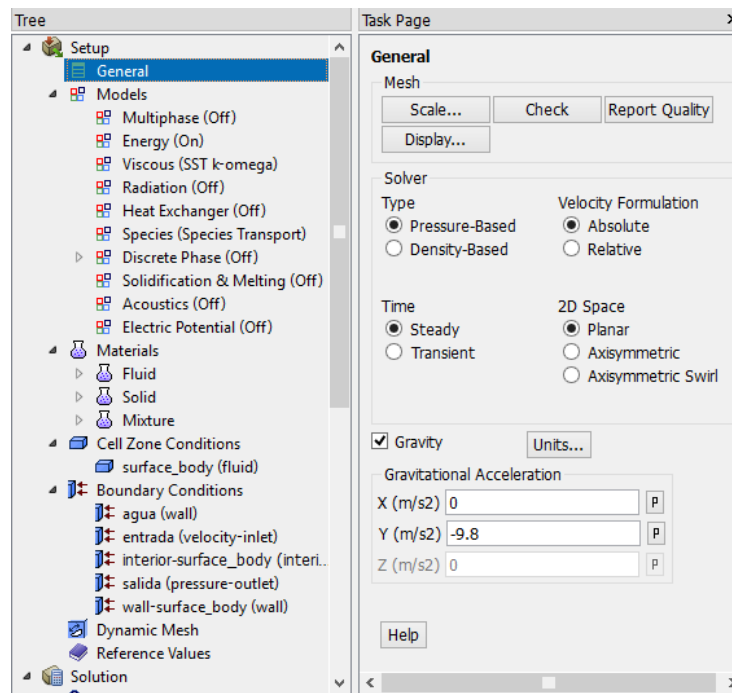 Tree
Setup
General
Models
Multiphase (Off)
Energy (On)
Viscous (SST k-omega)
Radiation (Off)
Heat Exchanger (Off)
Species (Species Transport)
Discrete Phase (Off)
Solidification & Melting (Off)
Acoustics (Off)
Electric Potential (Off)
Materials
Fluid
Solid
Mixture
Cell Zone Conditions
surface_body (fluid)
Boundary Conditions
agua (wall)
entrada (velocity-inlet)
interior-surface_body (interi...
salida (pressure-outlet)
wall-surface_body (wall)
Dynamic Mesh
Reference Values
Solution
Task Page
General
Mesh
Scale... Check Report Quality
Display...
Solver
Type Velocity Formulation
Pressure-Based Absolute
Density-Based Relative
Time 2D Space
Steady Planar
Transient Axisymmetric
Axisymmetric Swirl
Gravity Units...
Gravitational Acceleration
X (m/s2) 0 P
Y (m/s2) -9.8 P
Z (m/s2) 0 P
Help